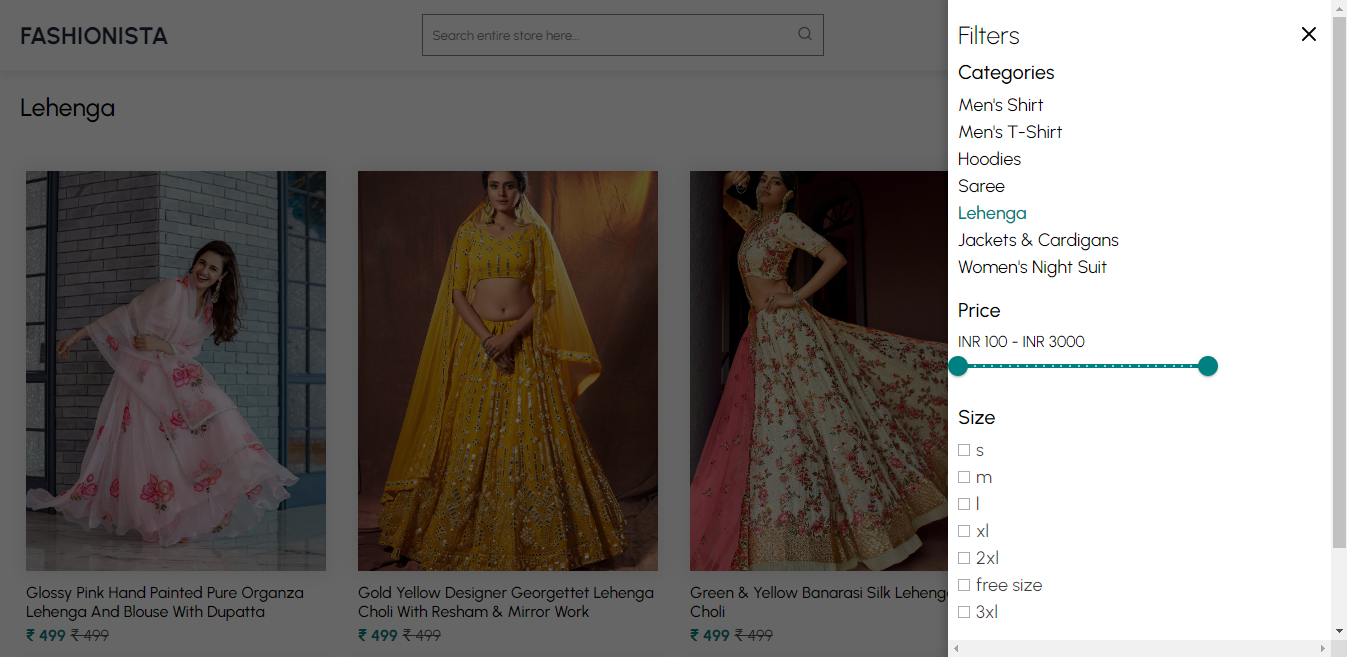 FASHIONISTA
Search entire store here...
Lehenga
Glossy Pink Hand Painted Pure Organza
Lehenga And Blouse With Dupatta
₹ 499 ₹ 499
Gold Yellow Designer Georgettet Lehenga
Choli With Resham & Mirror Work
₹ 499 ₹ 499
Green & Yellow Banarasi Silk Lehenga
Choli
₹ 499 ₹ 499
Filters
Categories
Men's Shirt
Men's T-Shirt
Hoodies
Saree
Lehenga
Jackets & Cardigans
Women's Night Suit
Price
INR 100 - INR 3000
Size
s
m
l
xl
2xl
free size
3xl